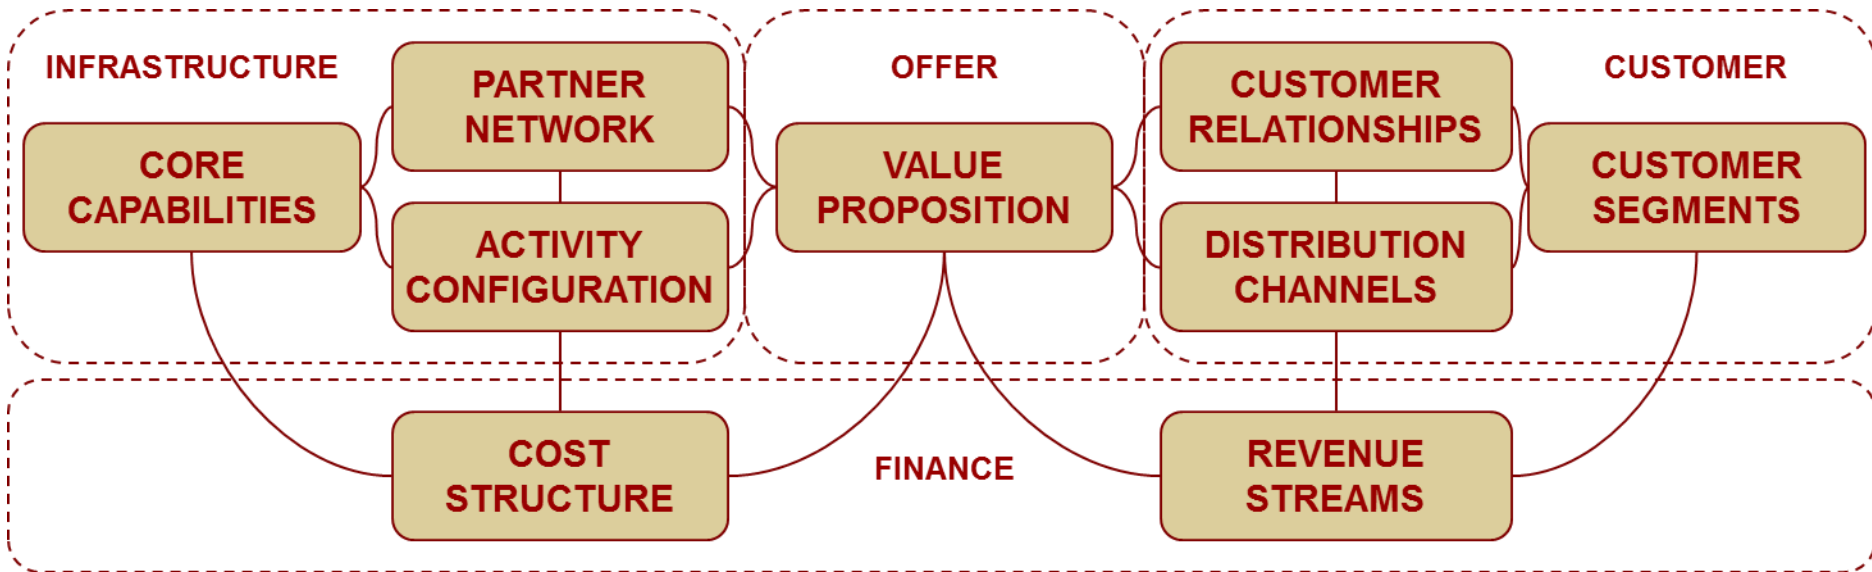 INFRASTRUCTURE
PARTNER
NETWORK
CORE
CAPABILITIES
ACTIVITY
CONFIGURATION
OFFER
VALUE
PROPOSITION
CUSTOMER
RELATIONSHIPS
DISTRIBUTION
CHANNELS
CUSTOMER
CUSTOMER
SEGMENTS
COST
STRUCTURE
FINANCE
REVENUE
STREAMS